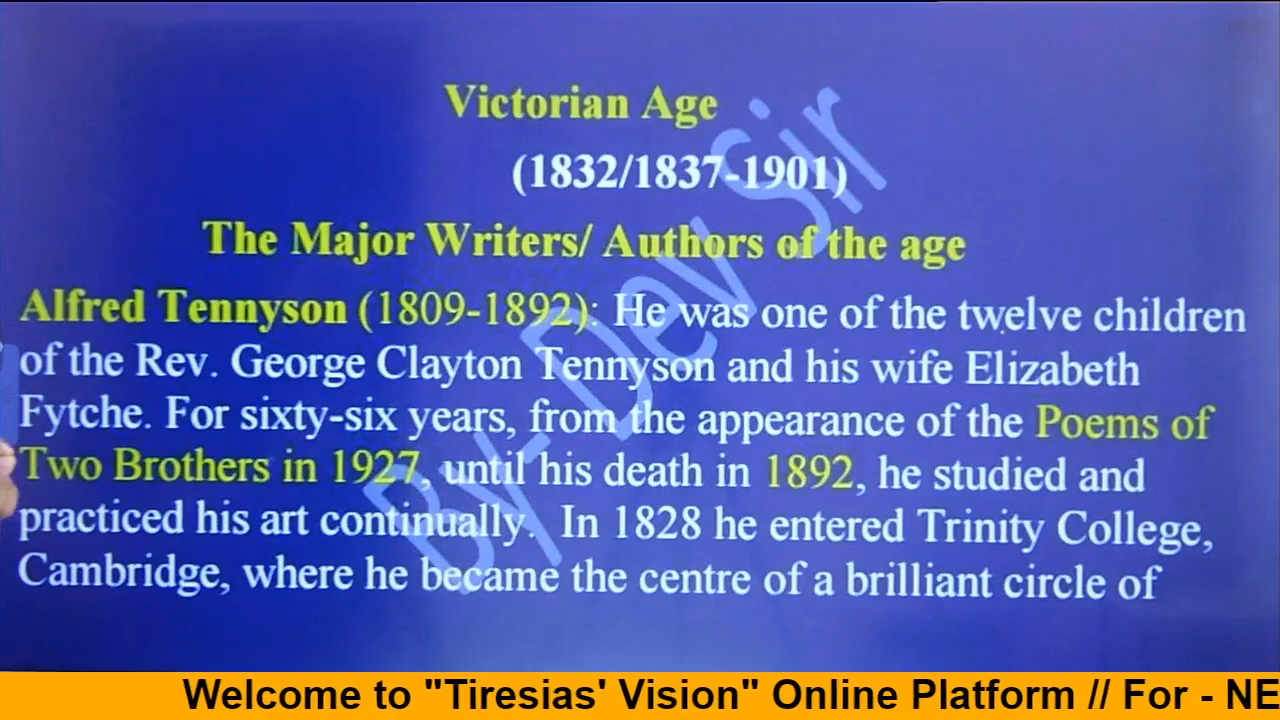 Victorian Age
(1832/1837-1901)
The Major Writers/ Authors of the age
Alfred Tennyson (1809-1892): He was one of the twelve children
of the Rev. George Clayton Tennyson and his wife Elizabeth
Fytche. For sixty-six years, from the appearance of the Poems of
Two Brothers in 1927, until his death in 1892, he studied and
practiced his art continually. In 1828 he entered Trinity College,
Cambridge, where he became the centre of a brilliant circle of
By- Dev Sir
Welcome to "Tiresias' Vision" Online Platform // For - NE